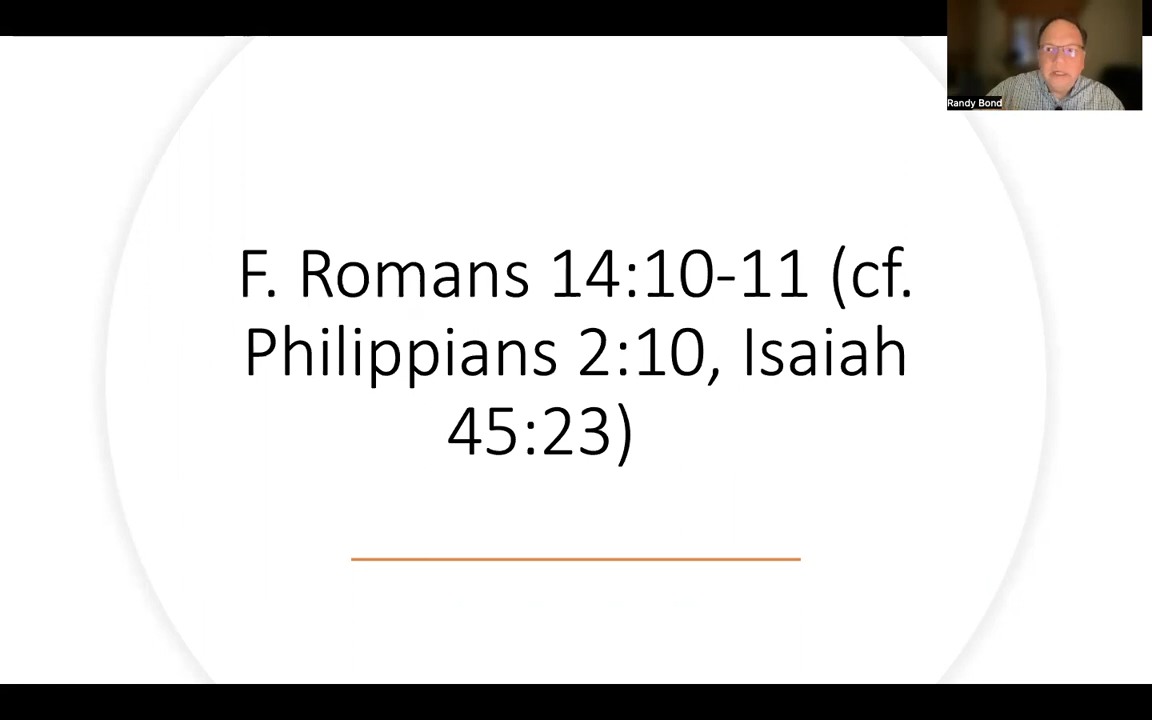 Randy Bond
F. Romans 14:10-11 (cf.
Philippians 2:10, Isaiah
45:23)